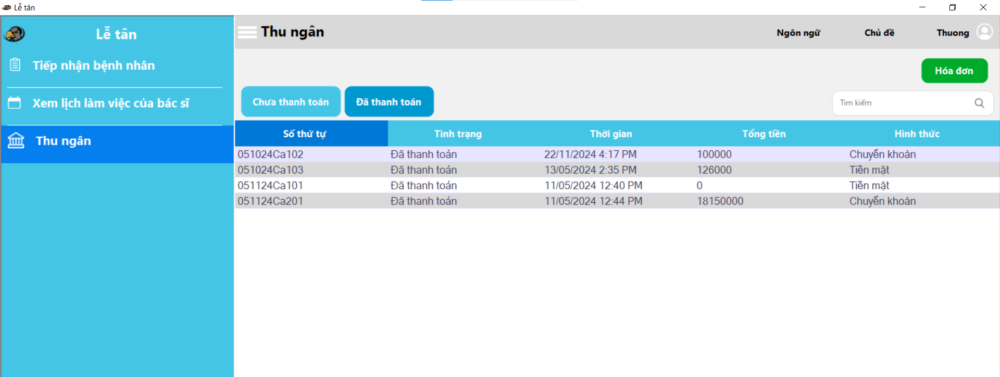 Lễ tân
Lễ tân
Tiếp nhận bệnh nhân
Xem lịch làm việc của bác sĩ
Thu ngân
Thu ngân
Ngôn ngữ
Chủ đề
Thuong
Hóa đơn
Chưa thanh toán
Đã thanh toán
Tìm kiếm
Số thứ tự Tình trạng Thời gian Tổng tiền Hình thức
051024Ca102 Đã thanh toán 22/11/2024 4:17 PM 100000 Chuyển khoản
051024Ca103 Đã thanh toán 13/05/2024 2:35 PM 126000 Tiền mặt
051124Ca101 Đã thanh toán 11/05/2024 12:40 PM 0 Tiền mặt
051124Ca201 Đã thanh toán 11/05/2024 12:44 PM 18150000 Chuyển khoản